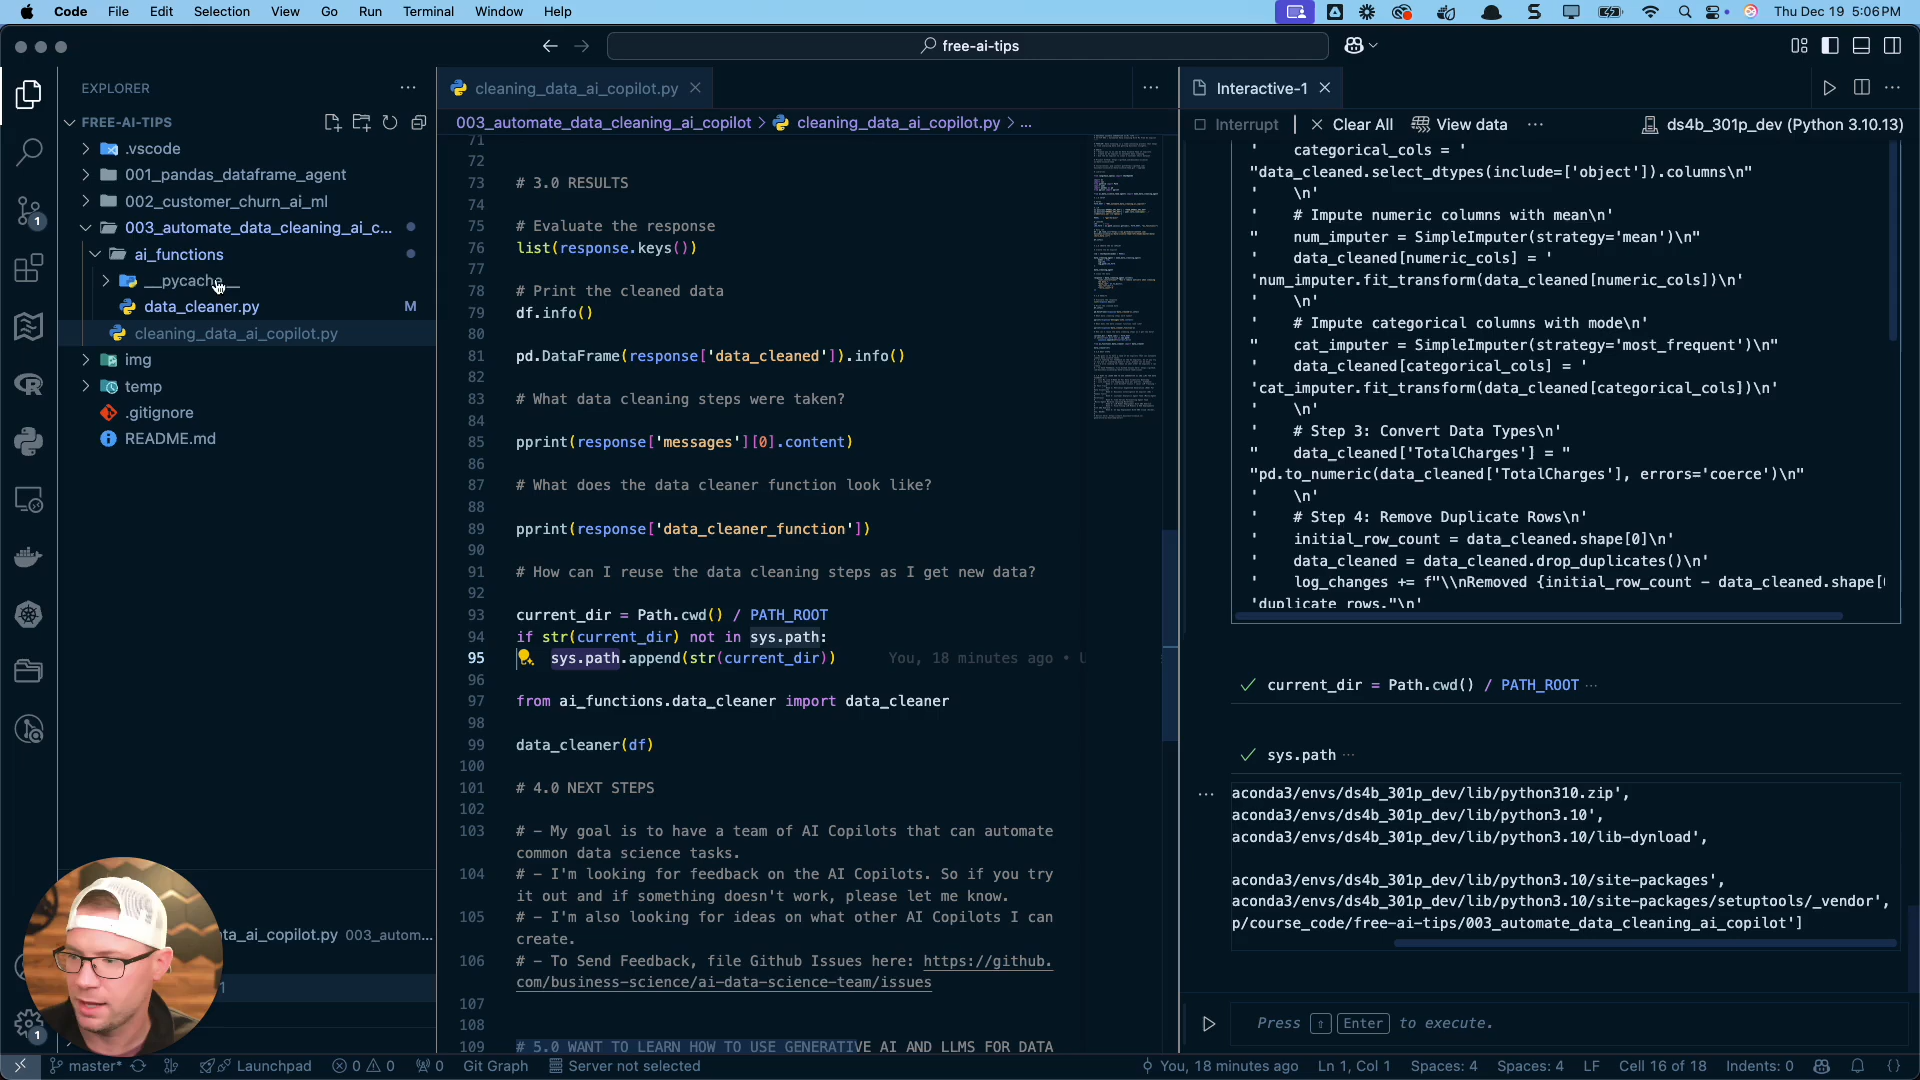 Code File Edit Selection View Go Run Terminal Window Help
Thu Dec 19 5:06 PM
free-ai-tips
EXPLORER
FREE-AI-TIPS
.vscode
001_pandas_dataframe_agent
002_customer_churn_ai_ml
003_automate_data_cleaning_ai_c...
ai_functions
__pycache__
data_cleaner.py M
cleaning_data_ai_copilot.py
img
temp
.gitignore
README.md
ta_ai_copilot.py 003_autom...
1
1
1
cleaning_data_ai_copilot.py
003_automate_data_cleaning_ai_copilot > cleaning_data_ai_copilot.py > ...
71
72
73 # 3.0 RESULTS
74
75 # Evaluate the response
76 list(response.keys())
77
78 # Print the cleaned data
79 df.info()
80
81 pd.DataFrame(response['data_cleaned']).info()
82
83 # What data cleaning steps were taken?
84
85 pprint(response['messages'][0].content)
86
87 # What does the data cleaner function look like?
88
89 pprint(response['data_cleaner_function'])
90
91 # How can I reuse the data cleaning steps as I get new data?
92
93 current_dir = Path.cwd() / PATH_ROOT
94 if str(current_dir) not in sys.path:
95 sys.path.append(str(current_dir)) You, 18 minutes ago • U
96
97 from ai_functions.data_cleaner import data_cleaner
98
99 data_cleaner(df)
100
101 # 4.0 NEXT STEPS
102
103 # - My goal is to have a team of AI Copilots that can automate
common data science tasks.
104 # - I'm looking for feedback on the AI Copilots. So if you try
it out and if something doesn't work, please let me know.
105 # - I'm also looking for ideas on what other AI Copilots I can
create.
106 # - To Send Feedback, file Github Issues here: https://github.
com/business-science/ai-data-science-team/issues
107
108
109 # 5.0 WANT TO LEARN HOW TO USE GENERATIVE AI AND LLMS FOR DATA
Interactive-1
Interrupt | Clear All View data ... ds4b_301p_dev (Python 3.10.13)
' categorical_cols = '
"data_cleaned.select_dtypes(include=['object']).columns\n"
' \n'
' # Impute numeric columns with mean\n'
" num_imputer = SimpleImputer(strategy='mean')\n"
' data_cleaned[numeric_cols] = '
'num_imputer.fit_transform(data_cleaned[numeric_cols])\n'
' \n'
' # Impute categorical columns with mode\n'
" cat_imputer = SimpleImputer(strategy='most_frequent')\n"
' data_cleaned[categorical_cols] = '
'cat_imputer.fit_transform(data_cleaned[categorical_cols])\n'
' \n'
' # Step 3: Convert Data Types\n'
" data_cleaned['TotalCharges'] = "
"pd.to_numeric(data_cleaned['TotalCharges'], errors='coerce')\n"
' \n'
' # Step 4: Remove Duplicate Rows\n'
' initial_row_count = data_cleaned.shape[0]\n'
' data_cleaned = data_cleaned.drop_duplicates()\n'
' log_changes += f"\\nRemoved {initial_row_count - data_cleaned.shape[
'duplicate rows."\n'
current_dir = Path.cwd() / PATH_ROOT ...
sys.path ...
aconda3/envs/ds4b_301p_dev/lib/python310.zip',
aconda3/envs/ds4b_301p_dev/lib/python3.10',
aconda3/envs/ds4b_301p_dev/lib/python3.10/lib-dynload',
aconda3/envs/ds4b_301p_dev/lib/python3.10/site-packages',
aconda3/envs/ds4b_301p_dev/lib/python3.10/site-packages/setuptools/_vendor',
p/course_code/free-ai-tips/003_automate_data_cleaning_ai_copilot']
Press ⇧ Enter to execute.
master* Launchpad 0 0 0 Git Graph Server not selected You, 18 minutes ago Ln 1, Col 1 Spaces: 4 Spaces: 4 LF Cell 16 of 18 Indents: 0 {}